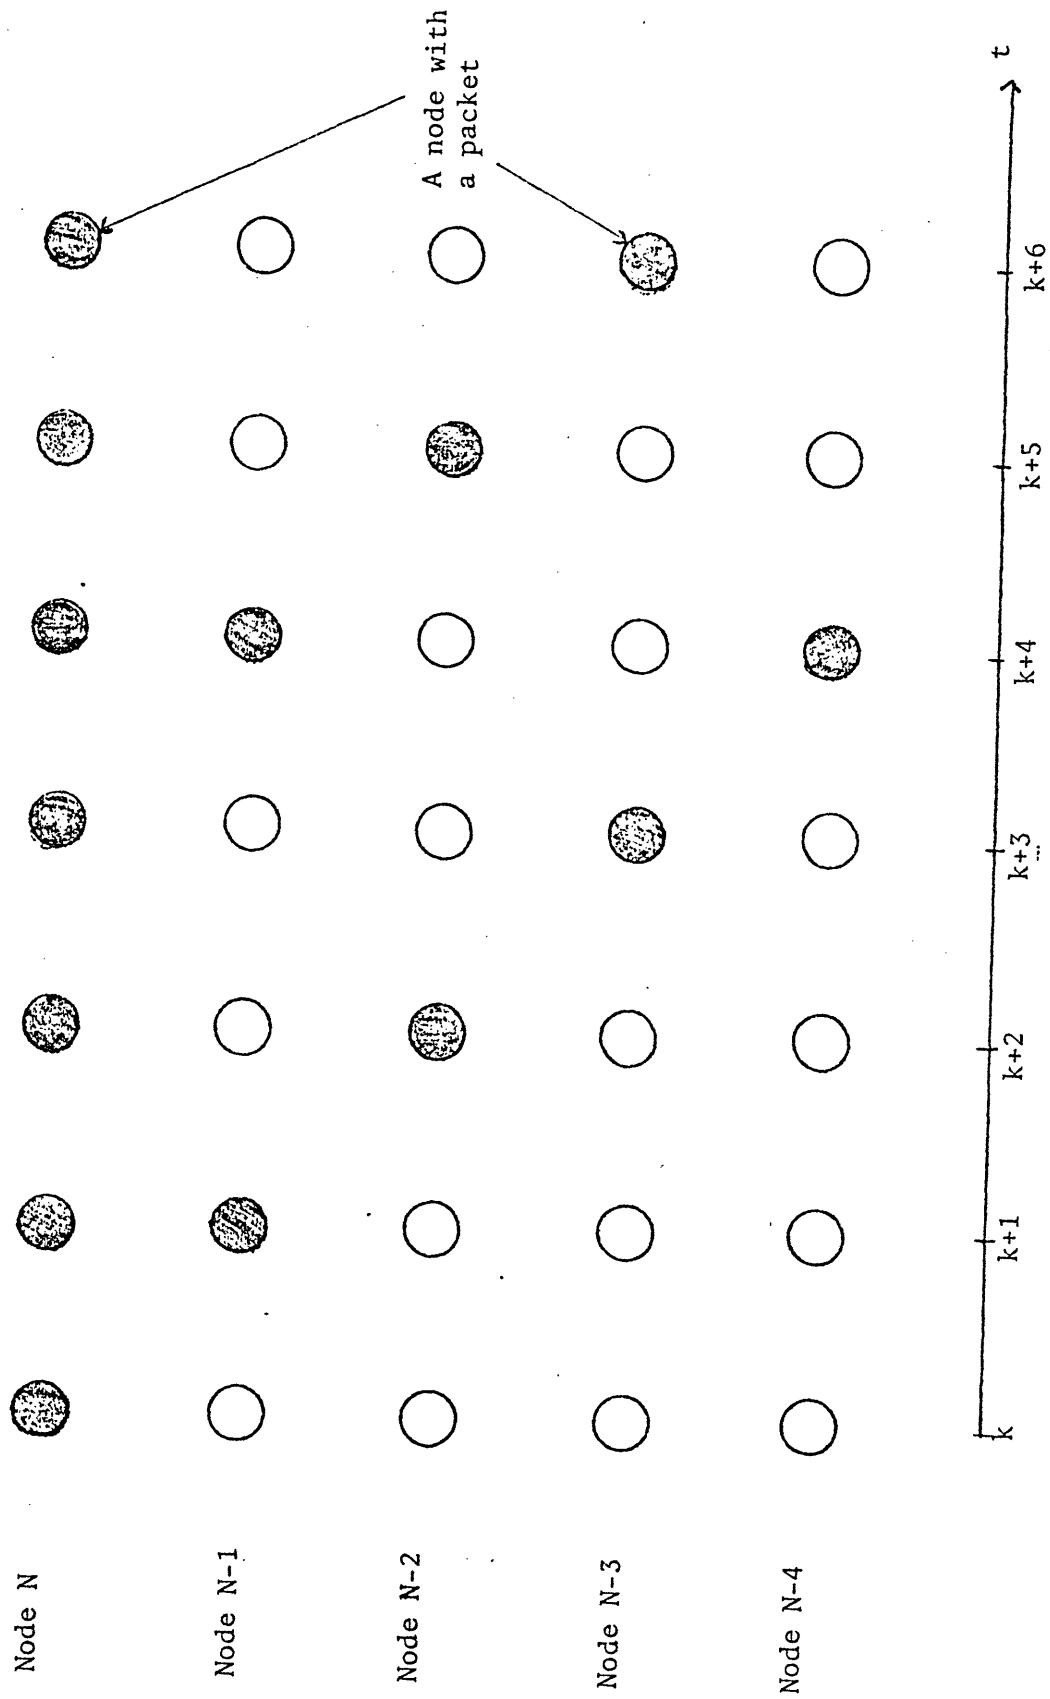 A node with
a packet
Node N
Node N-1
Node N-2
Node N-3
Node N-4
k
k+1
k+2
k+3
k+4
k+5
k+6
t